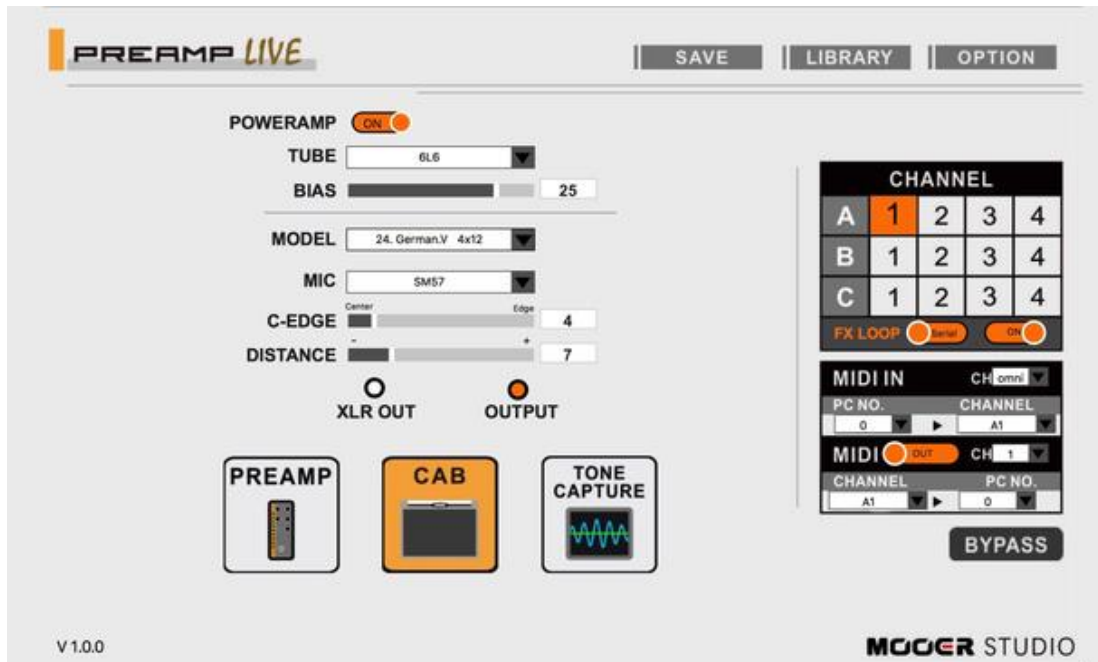 PREAMP LIVE
SAVE
LIBRARY
OPTION
POWERAMP ON
TUBE 6L6
BIAS 25
MODEL 24. German.V 4x12
MIC SM57
Center Edge
C-EDGE 4
- +
DISTANCE 7
XLR OUT OUTPUT
PREAMP
CAB
TONE
CAPTURE
CHANNEL
A 1 2 3 4
B 1 2 3 4
C 1 2 3 4
FX LOOP Serial ON
MIDI IN CH omni
PC NO. CHANNEL
0 A1
MIDI OUT CH 1
CHANNEL PC NO.
A1 0
BYPASS
V 1.0.0
MOOER STUDIO